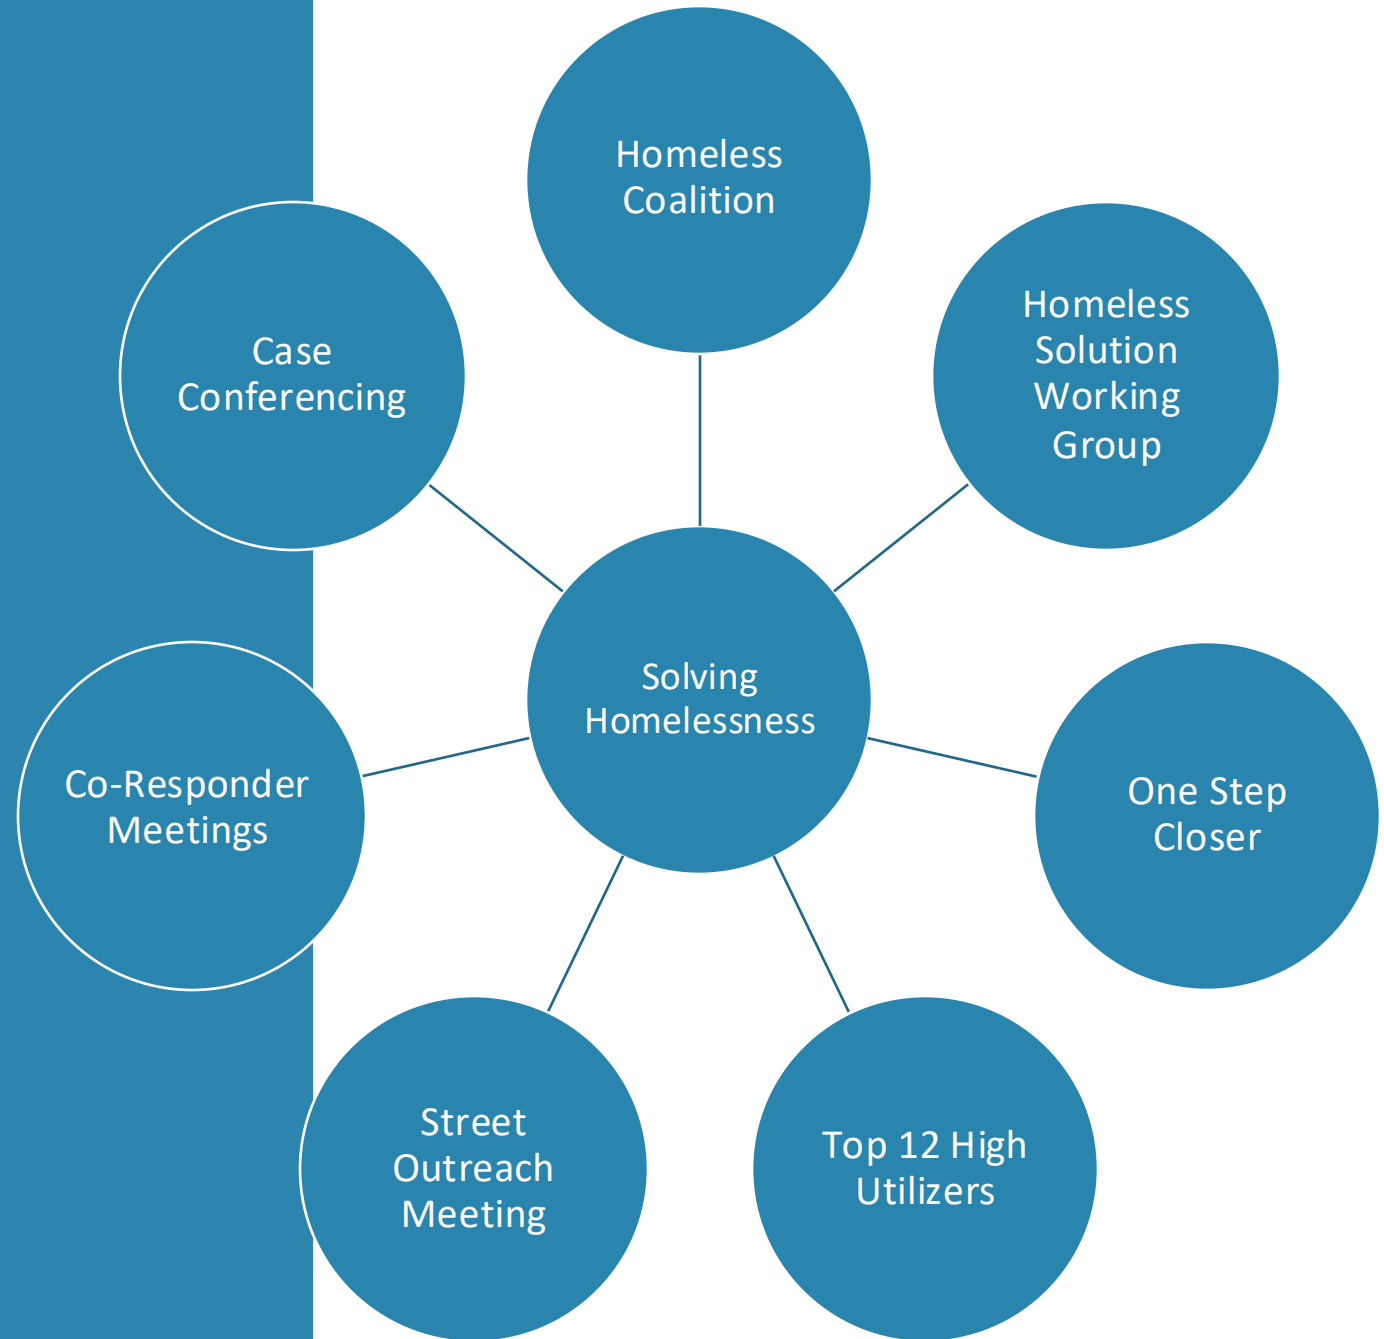 Homeless
Coalition
Homeless
Solution
Working
Group
One Step
Closer
Top 12 High
Utilizers
Street
Outreach
Meeting
Co-Responder
Meetings
Case
Conferencing
Solving
Homelessness